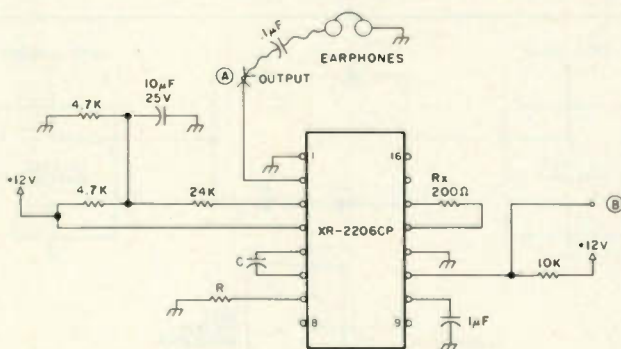 .1µF
EARPHONES
A
OUTPUT
10µF
25V
4.7K
1
16
+12V
4.7K
24K
Rx
200Ω
XR-2206CP
B
+12V
C
10K
R
8
9
1µF